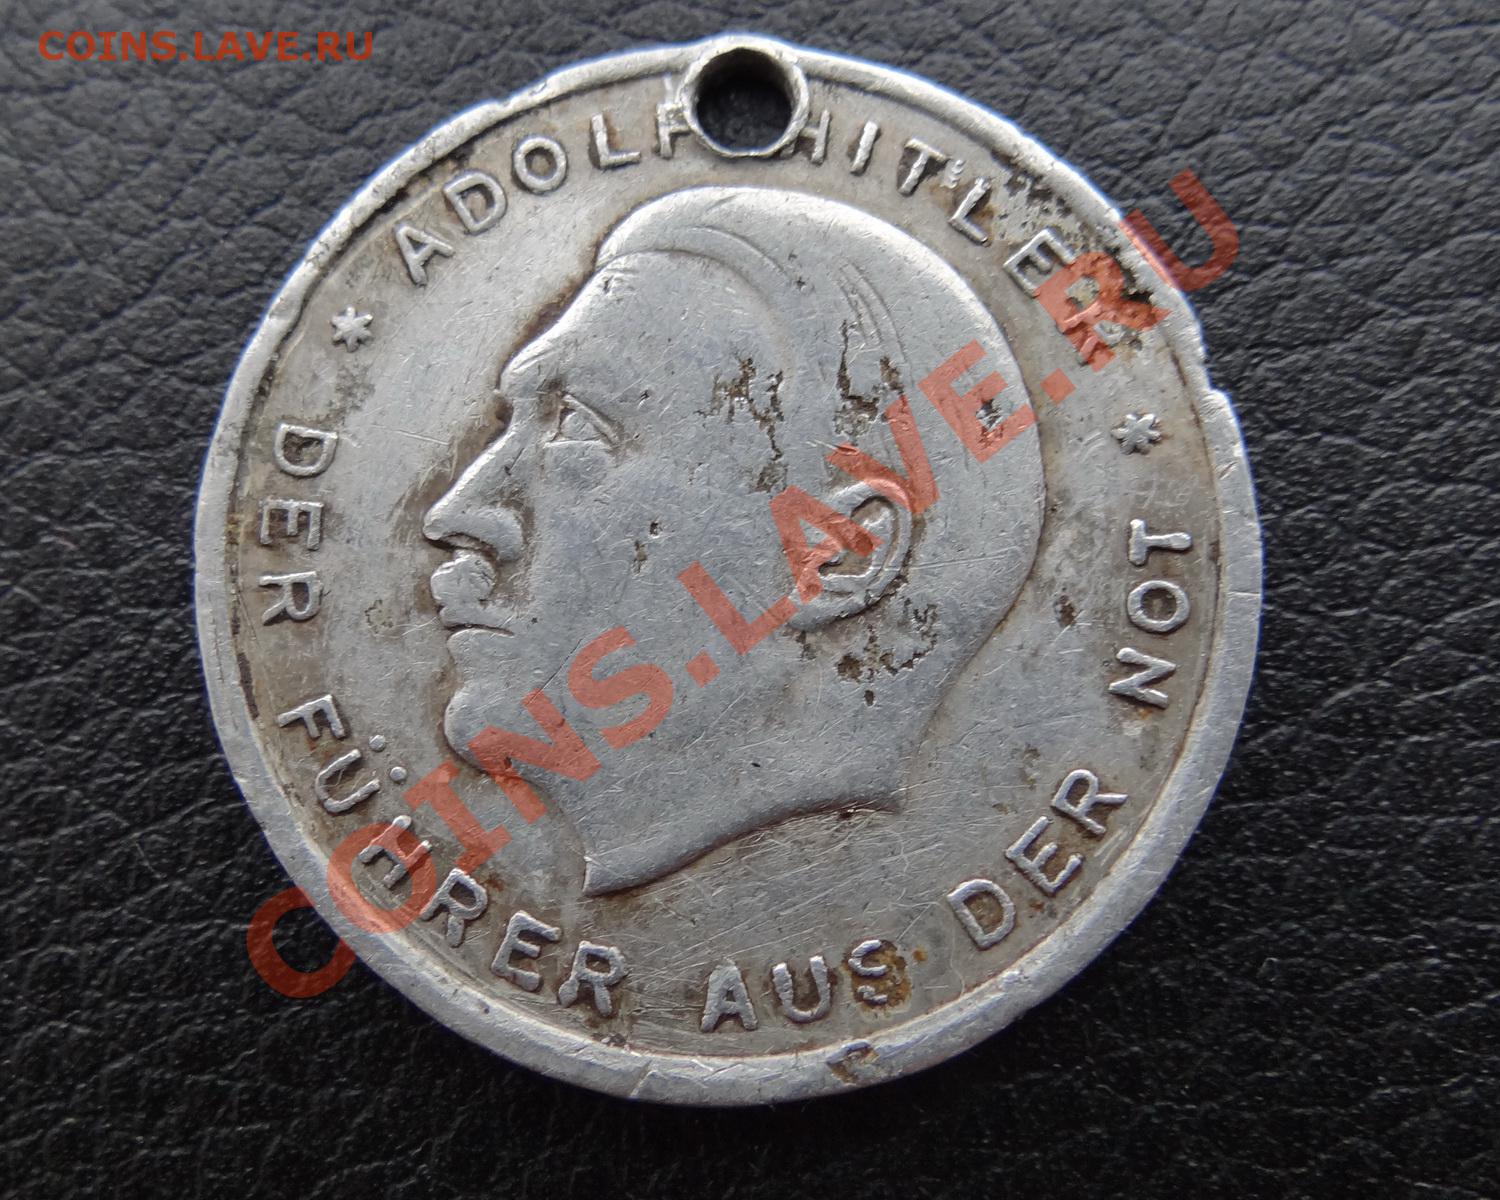 COINS.LAVE.RU
* ADOLF HITLER *
DER FÜHRER AUS DER NOT
COINS.LAVE.RU